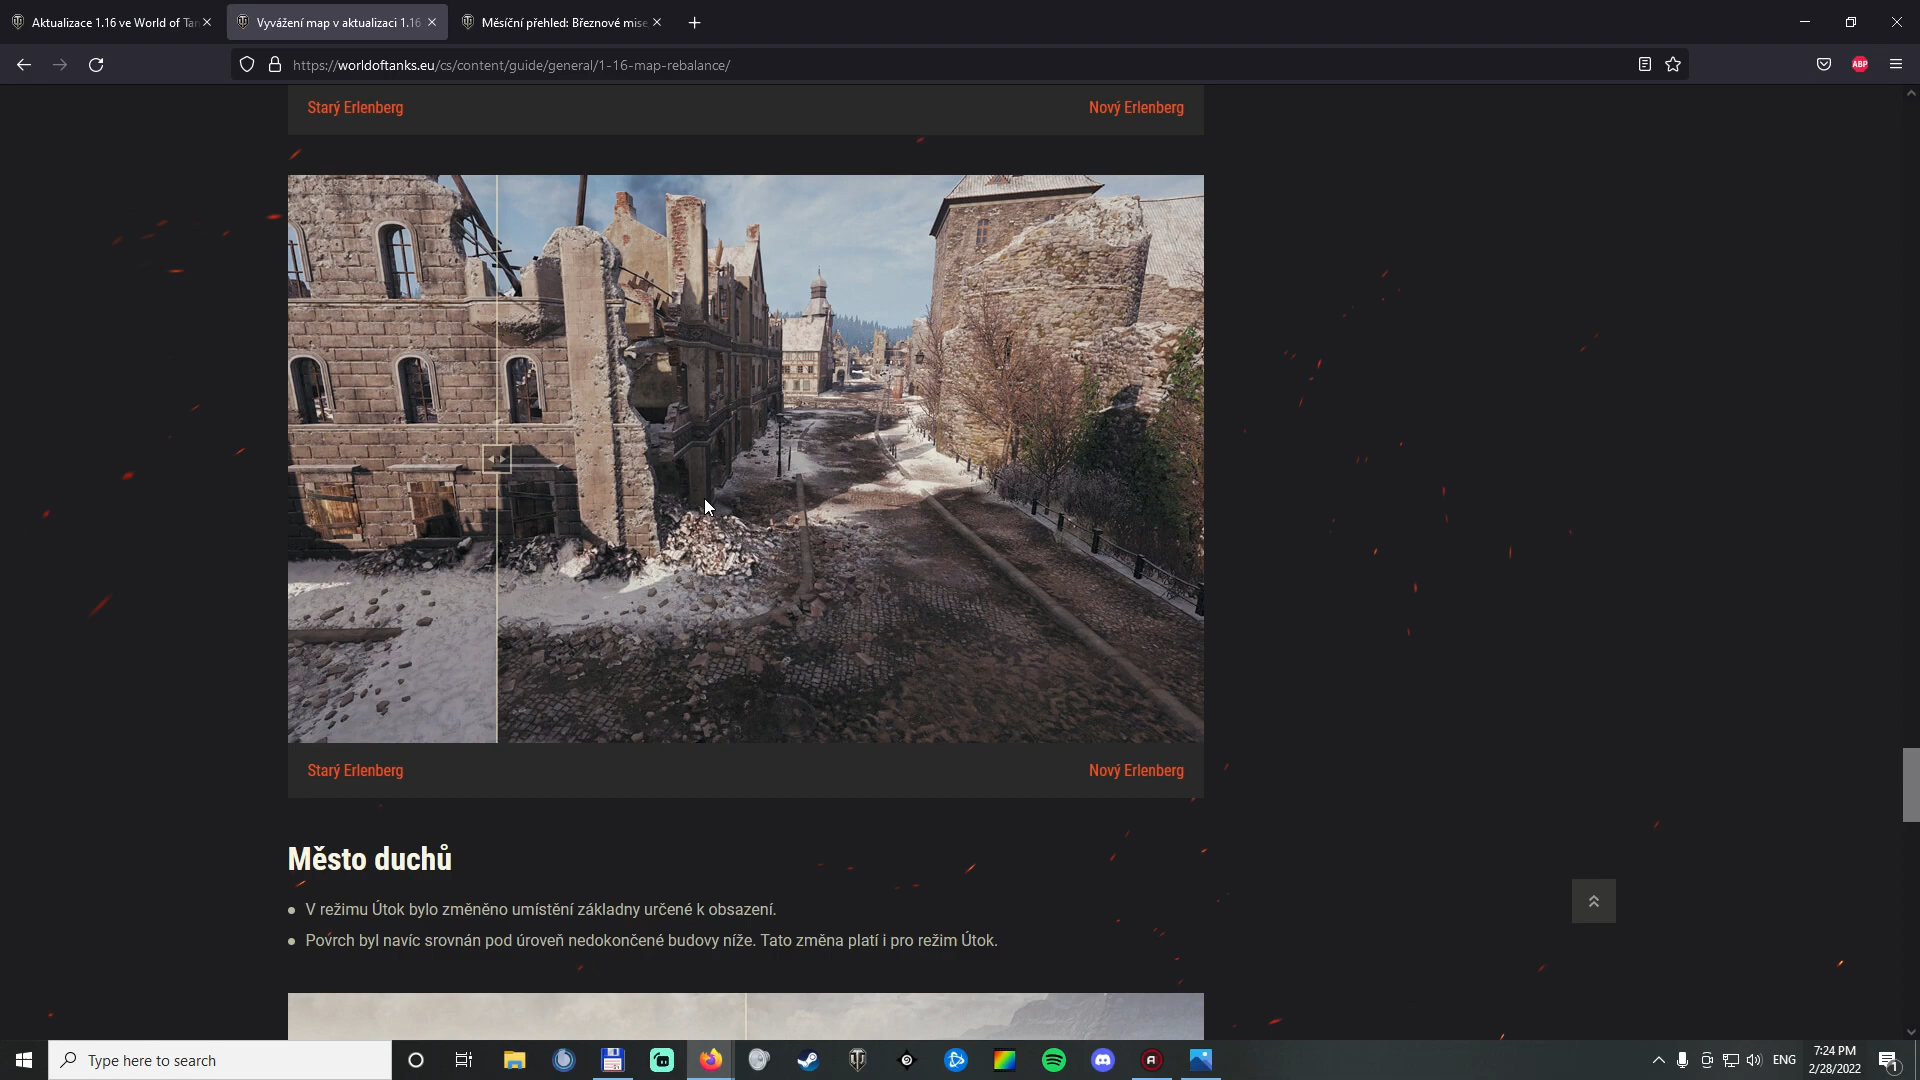 Aktualizace 1.16 ve World of Tan
Vyvážení map v aktualizaci 1.16
Měsíční přehled: Březnové mise,
https://worldoftanks.eu/cs/content/guide/general/1-16-map-rebalance/
ABP
Starý Erlenberg
Nový Erlenberg
Starý Erlenberg
Nový Erlenberg
Město duchů
V režimu Útok bylo změněno umístění základny určené k obsazení.
Povrch byl navíc srovnán pod úroveň nedokončené budovy níže. Tato změna platí i pro režim Útok.
Type here to search
ENG
7:24 PM
2/28/2022
1